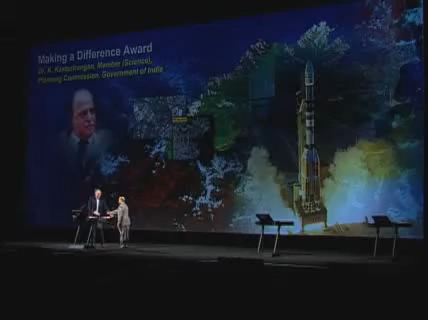 Making a Difference Award
Dr. K. Kasturirangan, Member (Science),
Planning Commission, Government of India